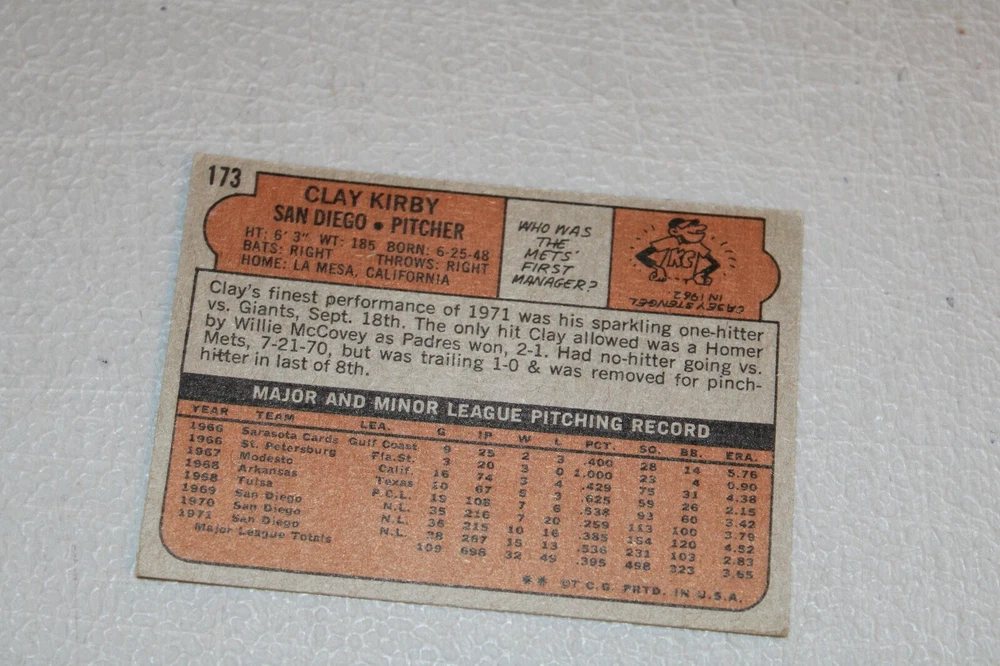 173
CLAY KIRBY
SAN DIEGO • PITCHER
HT: 6' 3" WT: 185 BORN: 6-25-48
BATS: RIGHT THROWS: RIGHT
HOME: LA MESA, CALIFORNIA
WHO WAS
THE
METS'
FIRST
MANAGER?
KC
CASEY STENGEL
IN 1962
Clay's finest performance of 1971 was his sparkling one-hitter
vs. Giants, Sept. 18th. The only hit Clay allowed was a Homer
by Willie McCovey as Padres won, 2-1. Had no-hitter going vs.
Mets, 7-21-70, but was trailing 1-0 & was removed for pinch-
hitter in last of 8th.
MAJOR AND MINOR LEAGUE PITCHING RECORD
YEAR TEAM LEA. G IP W L PCT. SO. BB. ERA.
1966 Sarasota Cards Gulf Coast 9 25 2 3 .400 28 14 5.76
1966 St. Petersburg Fla.St. 3 20 3 0 1.000 23 4 0.90
1967 Modesto Calif. 16 74 3 4 .429 75 31 4.38
1968 Arkansas Texas 10 67 5 3 .625 59 26 2.15
1968 Tulsa P.C.L. 19 108 7 6 .538 93 60 3.42
1969 San Diego N.L. 35 216 7 20 .259 113 100 3.79
1970 San Diego N.L. 36 215 10 16 .385 154 120 4.52
1971 San Diego N.L. 38 267 15 13 .536 231 103 2.83
Major League Totals 109 698 32 49 .395 498 323 3.65
** ©T.C.G. PRTD. IN U.S.A.